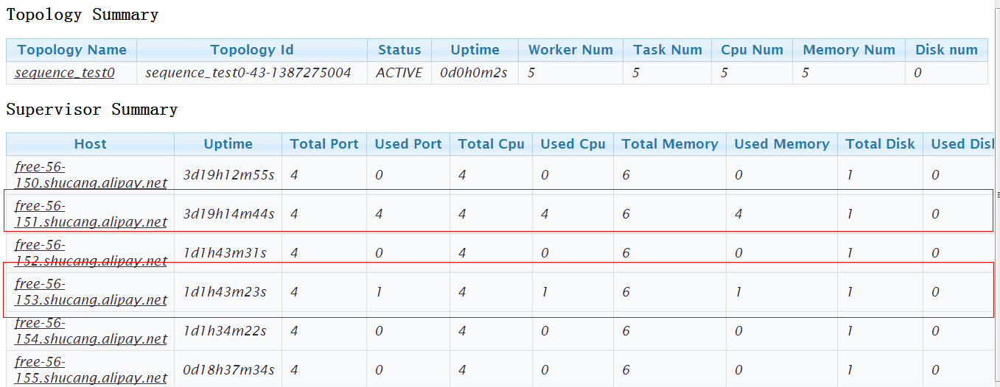 Topology Summary
Topology Name Topology Id Status Uptime Worker Num Task Num Cpu Num Memory Num Disk num
sequence_test0 sequence_test0-43-1387275004 ACTIVE 0d0h0m2s 5 5 5 5 0
Supervisor Summary
Host Uptime Total Port Used Port Total Cpu Used Cpu Total Memory Used Memory Total Disk Used Disk
free-56-
150.shucang.alipay.net 3d19h12m55s 4 0 4 0 6 0 1 0
free-56-
151.shucang.alipay.net 3d19h14m44s 4 4 4 4 6 4 1 0
free-56-
152.shucang.alipay.net 1d1h43m31s 4 0 4 0 6 0 1 0
free-56-
153.shucang.alipay.net 1d1h43m23s 4 1 4 1 6 1 1 0
free-56-
154.shucang.alipay.net 1d1h34m22s 4 0 4 0 6 0 1 0
free-56-
155.shucang.alipay.net 0d18h37m34s 4 0 4 0 6 0 1 0